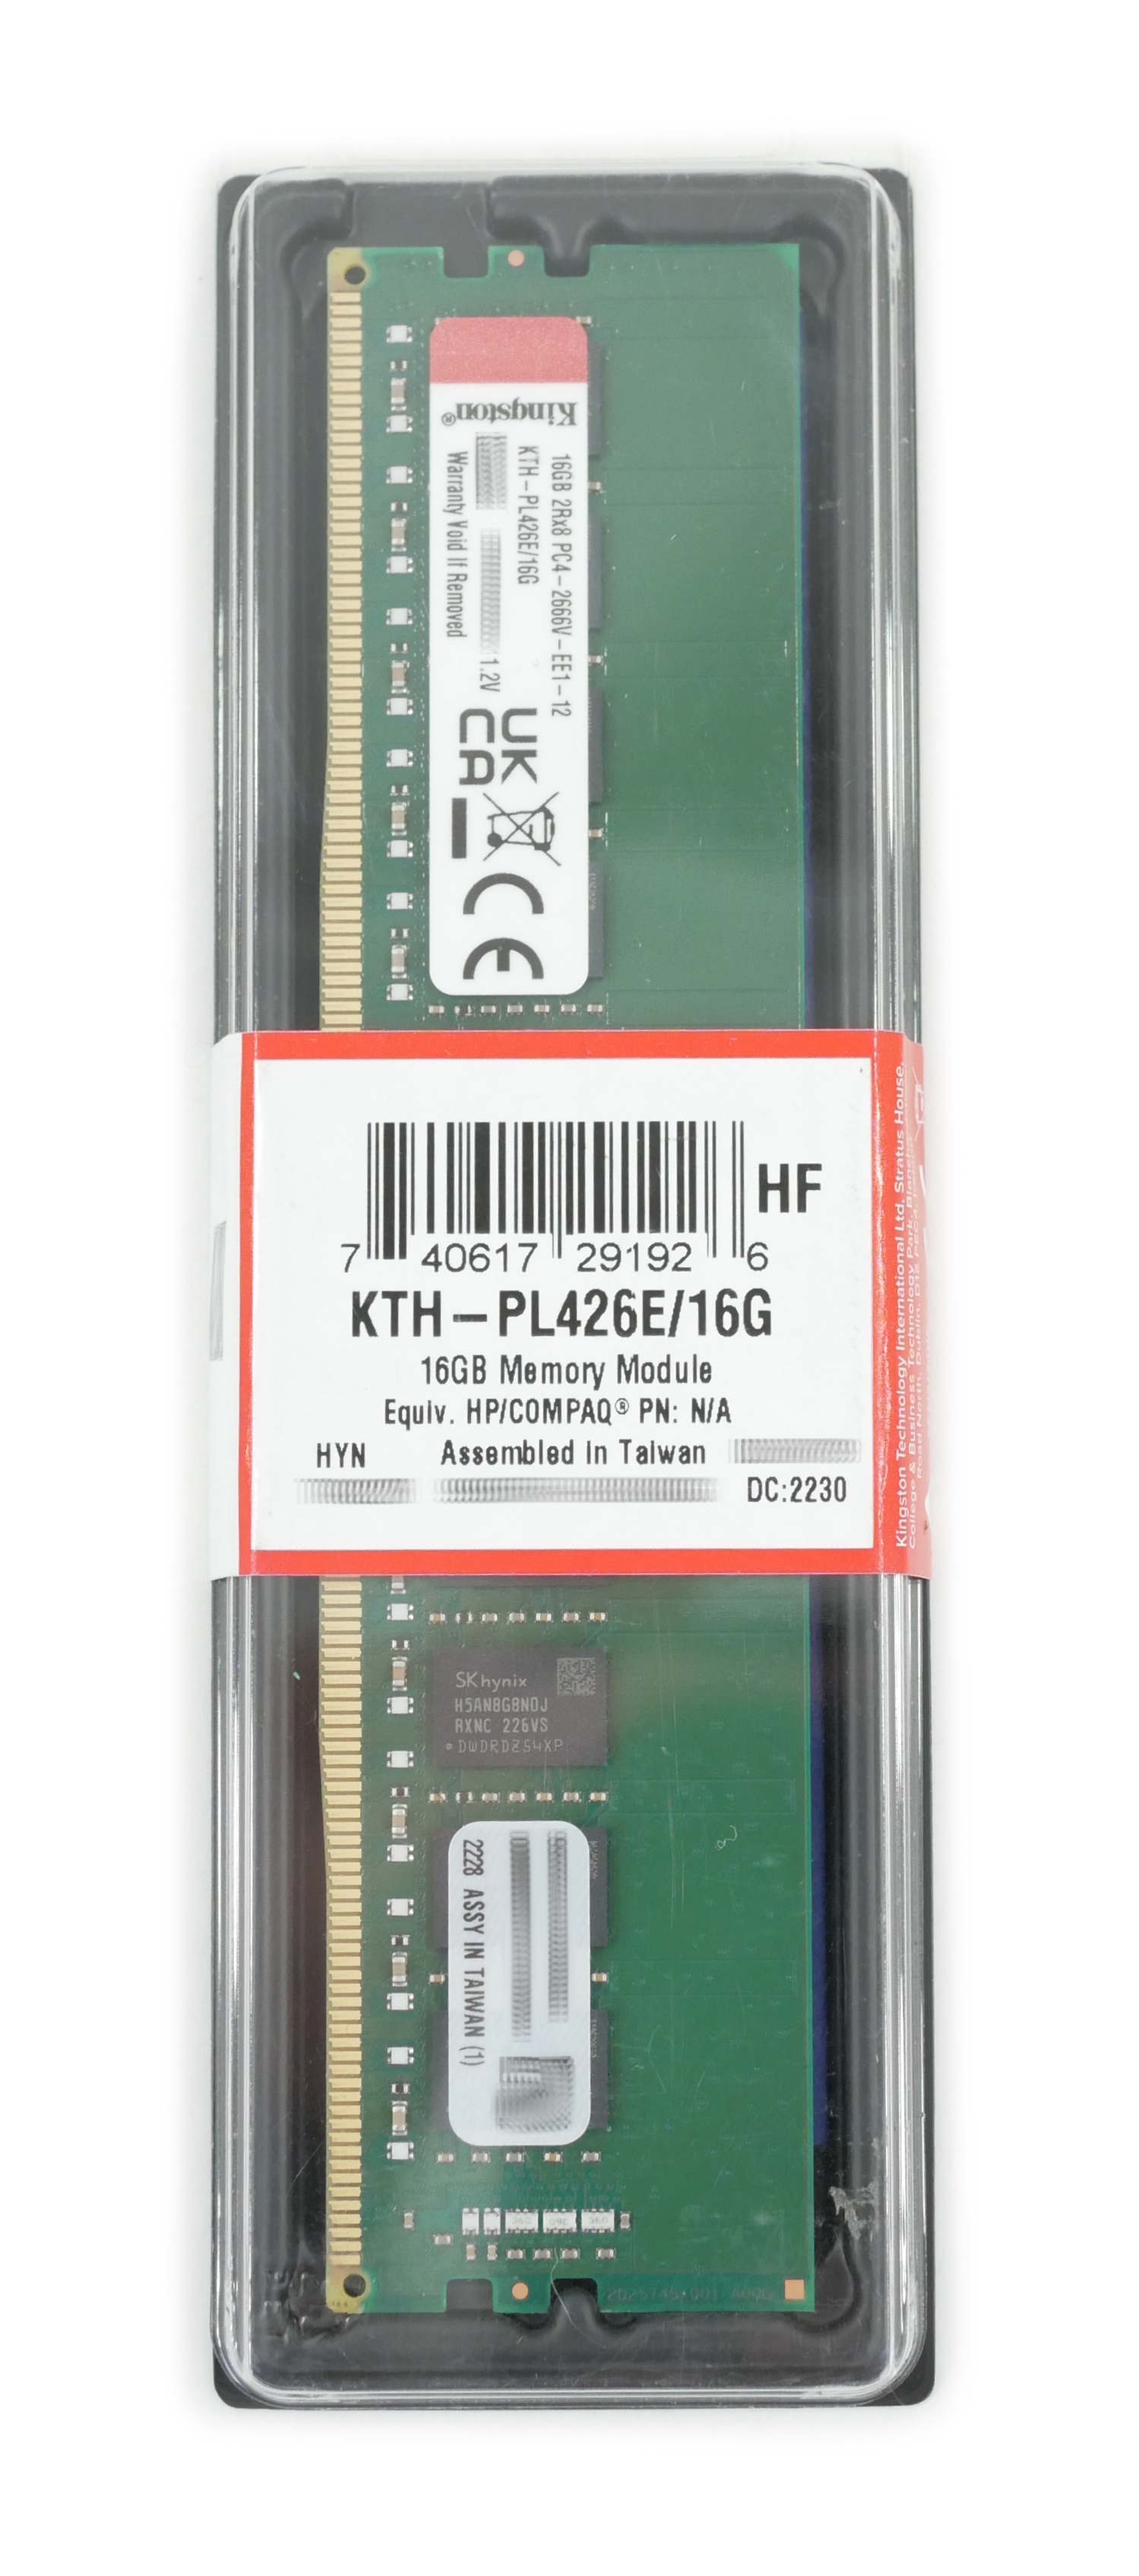 Kingston®
16GB 2Rx8 PC4-2666V-EE1-12
KTH-PL426E/16G
1.2V
Warranty Void If Removed
UK
CA
CE
HF
7 40617 29192 6
KTH-PL426E/16G
16GB Memory Module
Equiv. HP/COMPAQ® PN: N/A
HYN Assembled in Taiwan
DC:2230
Kingston Technology International Ltd. Stratus House,
SK hynix
H5AN8G8NDJ
RXNC 226VS
DWDRDZ54XP
2228 ASSY IN TAIWAN (1)